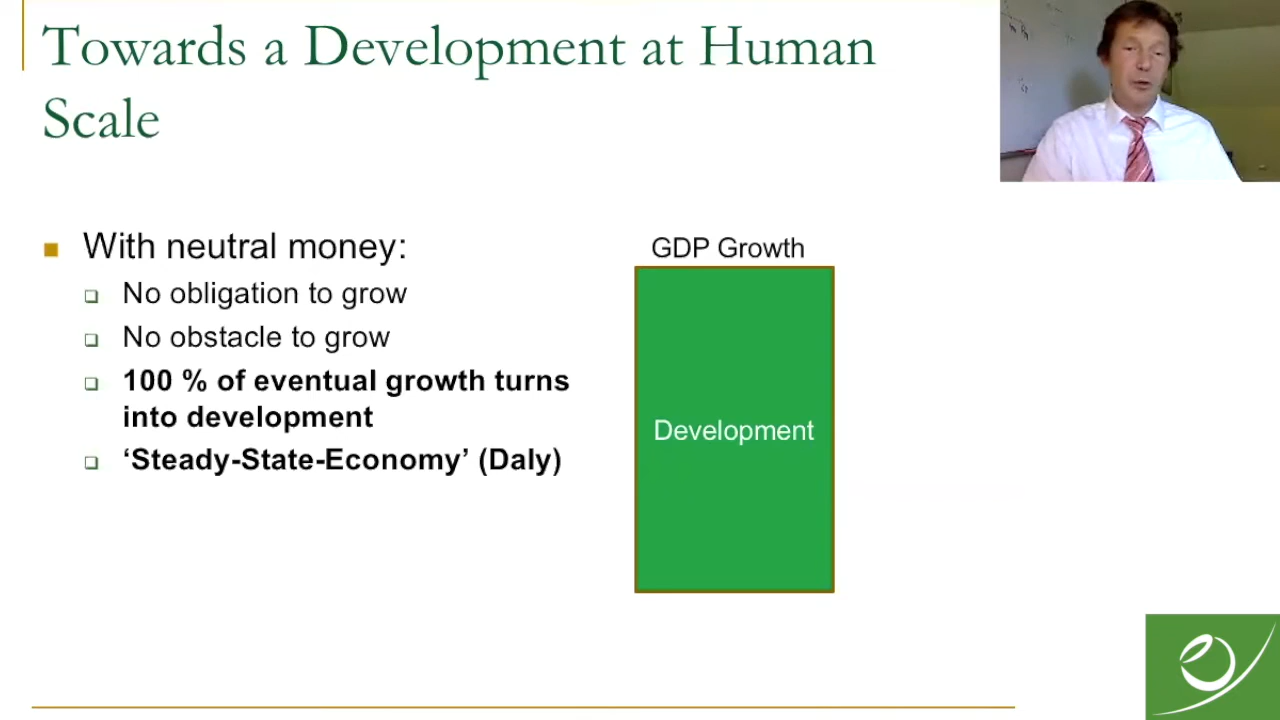 Towards a Development at Human
Scale
With neutral money:
No obligation to grow
No obstacle to grow
100 % of eventual growth turns
into development
‘Steady-State-Economy’ (Daly)
GDP Growth
Development